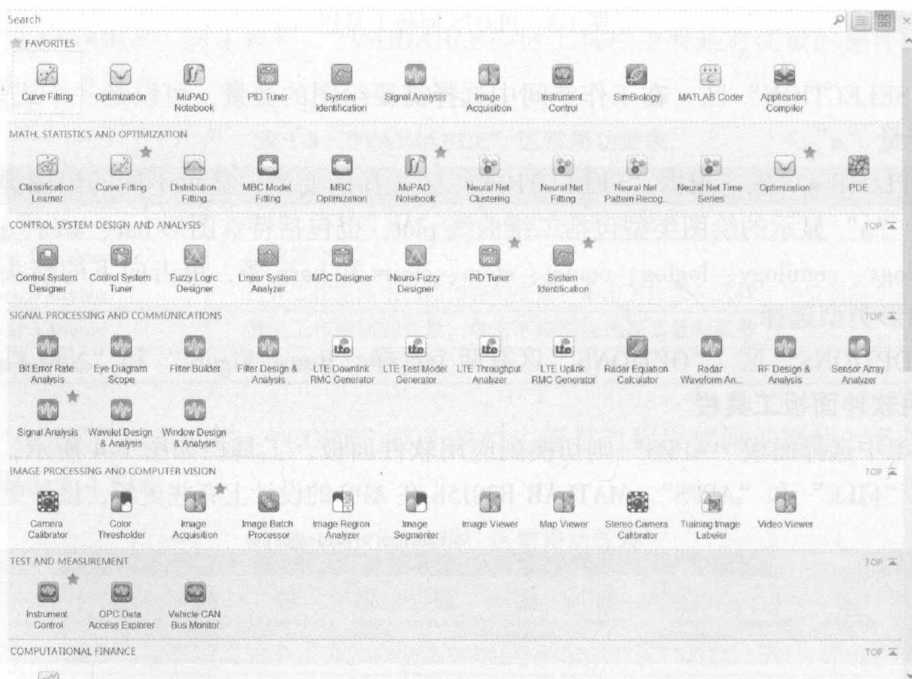 Search
FAVORITES
Curve Fitting Optimization MuPAD Notebook PID Tuner System Identification Signal Analysis Image Acquisition Instrument Control SimBiology MATLAB Coder Application Compiler
MATH, STATISTICS AND OPTIMIZATION
Classification Learner Curve Fitting Distribution Fitting MBC Model Fitting MBC Optimization MuPAD Notebook Neural Net Clustering Neural Net Fitting Neural Net Pattern Recog... Neural Net Time Series Optimization PDE
CONTROL SYSTEM DESIGN AND ANALYSIS TOP
Control System Designer Control System Tuner Fuzzy Logic Designer Linear System Analyzer MPC Designer Neuro-Fuzzy Designer PID Tuner System Identification
SIGNAL PROCESSING AND COMMUNICATIONS TOP
Bit Error Rate Analysis Eye Diagram Scope Filter Builder Filter Design & Analysis LTE Downlink RMC Generator LTE Test Model Generator LTE Throughput Analyzer LTE Uplink RMC Generator Radar Equation Calculator Radar Waveform An... RF Design & Analysis Sensor Array Analyzer
Signal Analysis Wavelet Design & Analysis Window Design & Analysis
IMAGE PROCESSING AND COMPUTER VISION TOP
Camera Calibrator Color Thresholder Image Acquisition Image Batch Processor Image Region Analyzer Image Segmenter Image Viewer Map Viewer Stereo Camera Calibrator Training Image Labeler Video Viewer
TEST AND MEASUREMENT TOP
Instrument Control OPC Data Access Explorer Vehicle CAN Bus Monitor
COMPUTATIONAL FINANCE TOP